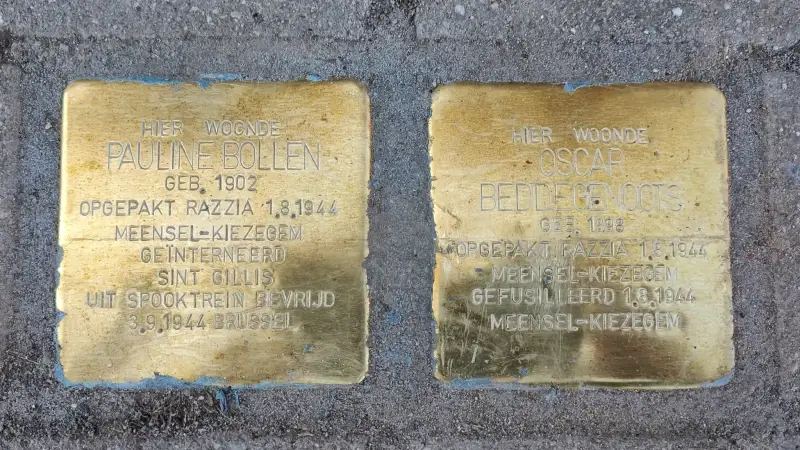 HIER WOONDE
PAULINE BOLLEN
GEB. 1902
OPGEPAKT RAZZIA 1.8.1944
MEENSEL-KIEZEGEM
GEÏNTERNEERD
SINT GILLIS
UIT SPOOKTREIN BEVRIJD
3.9.1944 BRUSSEL
HIER WOONDE
OSCAR
BEDDEGENOOTS
GEB. 1898
OPGEPAKT RAZZIA 1.8.1944
MEENSEL-KIEZEGEM
GEFUSILLEERD 1.8.1944
MEENSEL-KIEZEGEM